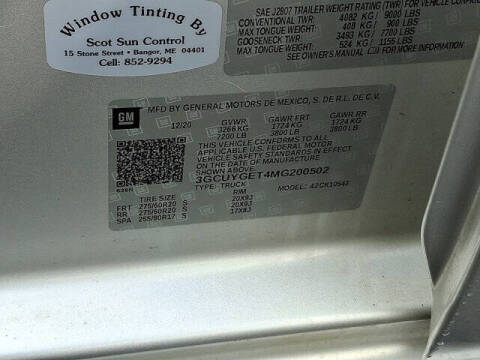 Window Tinting By
Scot Sun Control
15 Stone Street • Bangor, ME 04401
Cell: 852-9294
SAE J2807 TRAILER WEIGHT RATING (TWR) FOR VEHICLE
CONVENTIONAL TWR: 4082 KG / 9000 LBS
MAX TONGUE WEIGHT: 408 KG / 900 LBS
GOOSENECK TWR: 3493 KG / 7700 LBS
MAX TONGUE WEIGHT: 524 KG / 1155 LBS
SEE OWNER'S MANUAL FOR MORE INFORMATION
GM
MFD BY GENERAL MOTORS DE MEXICO, S. DE R.L. DE C.V.
12/20 GVWR GAWR FRT GAWR RR
3266 KG 1724 KG 1724 KG
7200 LB 3800 LB 3800 LB
THIS VEHICLE CONFORMS TO ALL APPLICABLE
U.S. FEDERAL MOTOR VEHICLE SAFETY AND THEFT
PREVENTION STANDARDS IN EFFECT ON THE DATE OF
MANUFACTURE SHOWN ABOVE.
3GCUYGET4MG200502
TYPE: TRUCK MODEL:
TIRE SIZE RIM
FRT 275/60R20 S 20X9J
RR 275/60R20 S 20X9J
SPA 255/80R17 S 17X8J